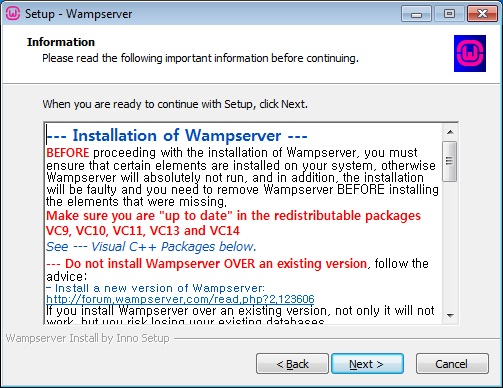 Setup - Wampserver
Information
Please read the following important information before continuing.
When you are ready to continue with Setup, click Next.
--- Installation of Wampserver ---
BEFORE proceeding with the installation of Wampserver, you must
ensure that certain elements are installed on your system, otherwise
Wampserver will absolutely not run, and in addition, the installation
will be faulty and you need to remove Wampserver BEFORE installing
the elements that were missing.
Make sure you are "up to date" in the redistributable packages
VC9, VC10, VC11, VC13 and VC14
See --- Visual C++ Packages below.
--- Do not install Wampserver OVER an existing version, follow the
advice:
- Install a new version of Wampserver:
http://forum.wampserver.com/read.php?2,123606
If you install Wampserver over an existing version, not only it will not
work, but you risk losing your existing databases.
Wampserver Install by Inno Setup
< Back
Next >
Cancel